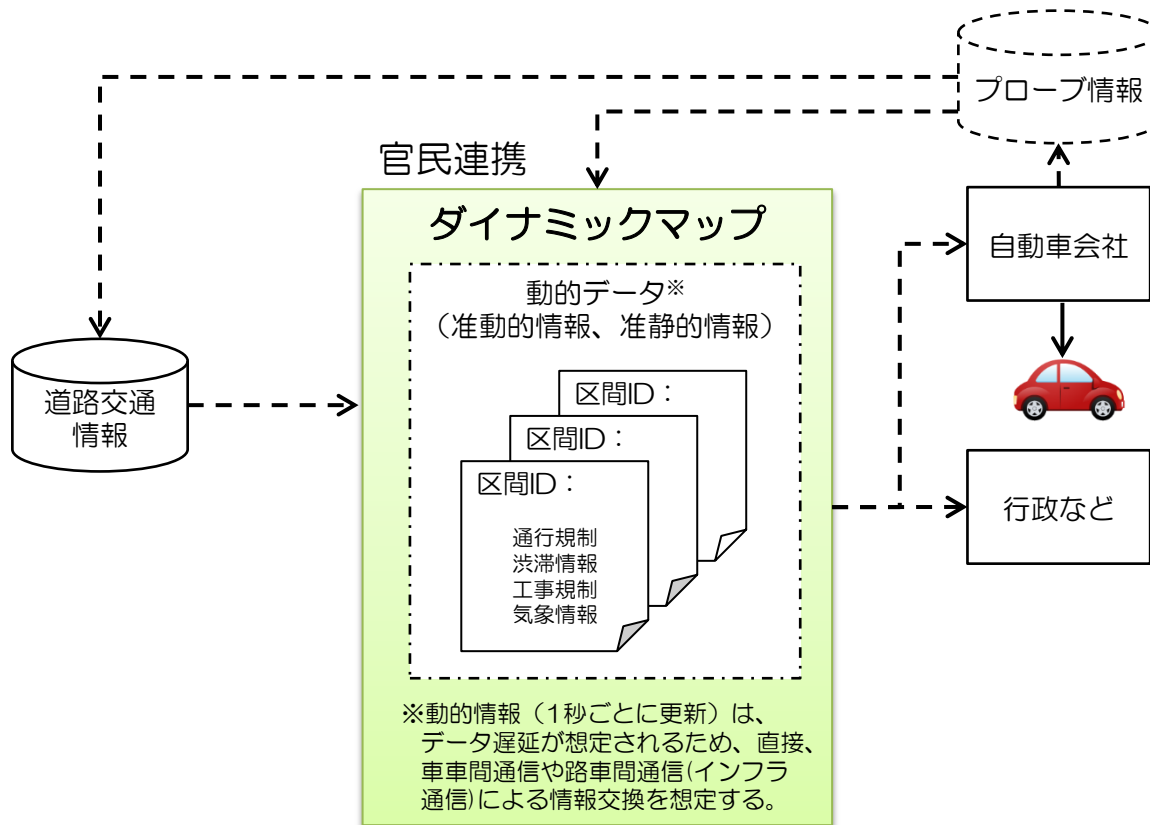 プローブ情報
官民連携
ダイナミックマップ
自動車会社
動的データ※
（准動的情報、准静的情報）
道路交通
情報
区間ID：
区間ID：
区間ID：
通行規制
渋滞情報
工事規制
気象情報
行政など
※動的情報（1秒ごとに更新）は、
データ遅延が想定されるため、直接、
車車間通信や路車間通信(インフラ
通信)による情報交換を想定する。